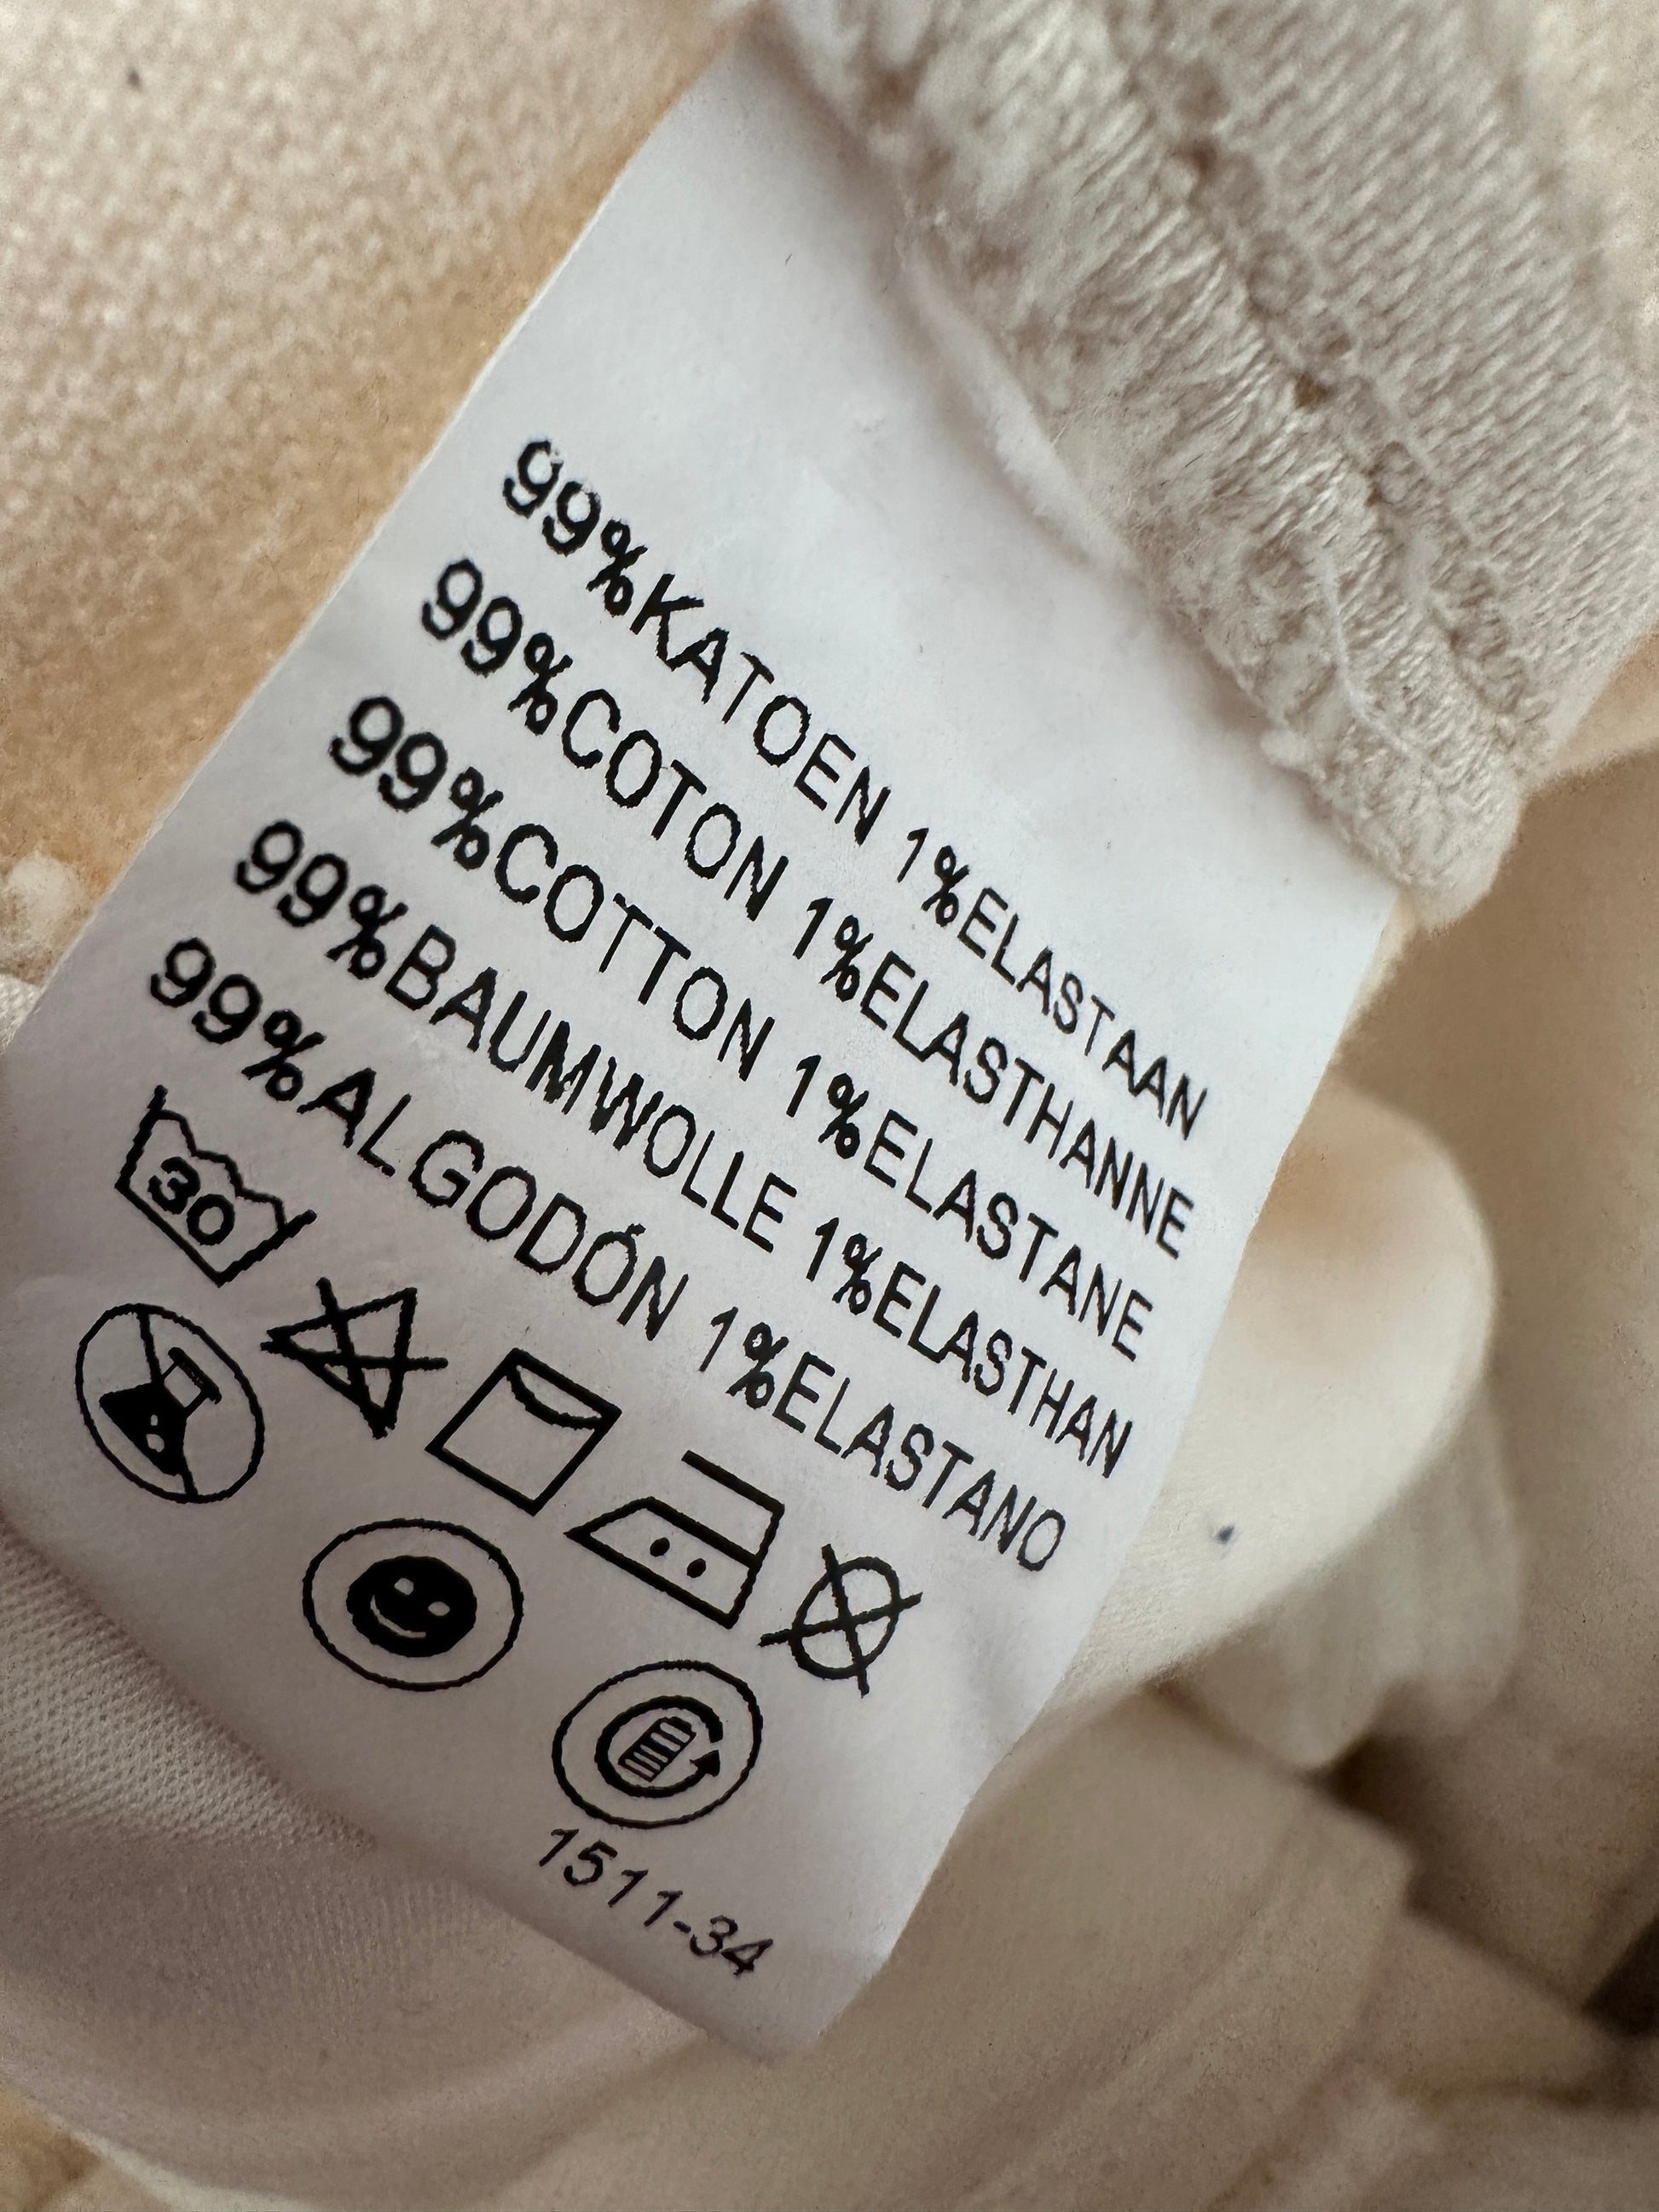 99%KATOEN 1%ELASTAAN
99%COTON 1%ELASTHANNE
99%COTTON 1%ELASTANE
99%BAUMWOLLE 1%ELASTHAN
99%ALGODÓN 1%ELASTANO
30
1511-34